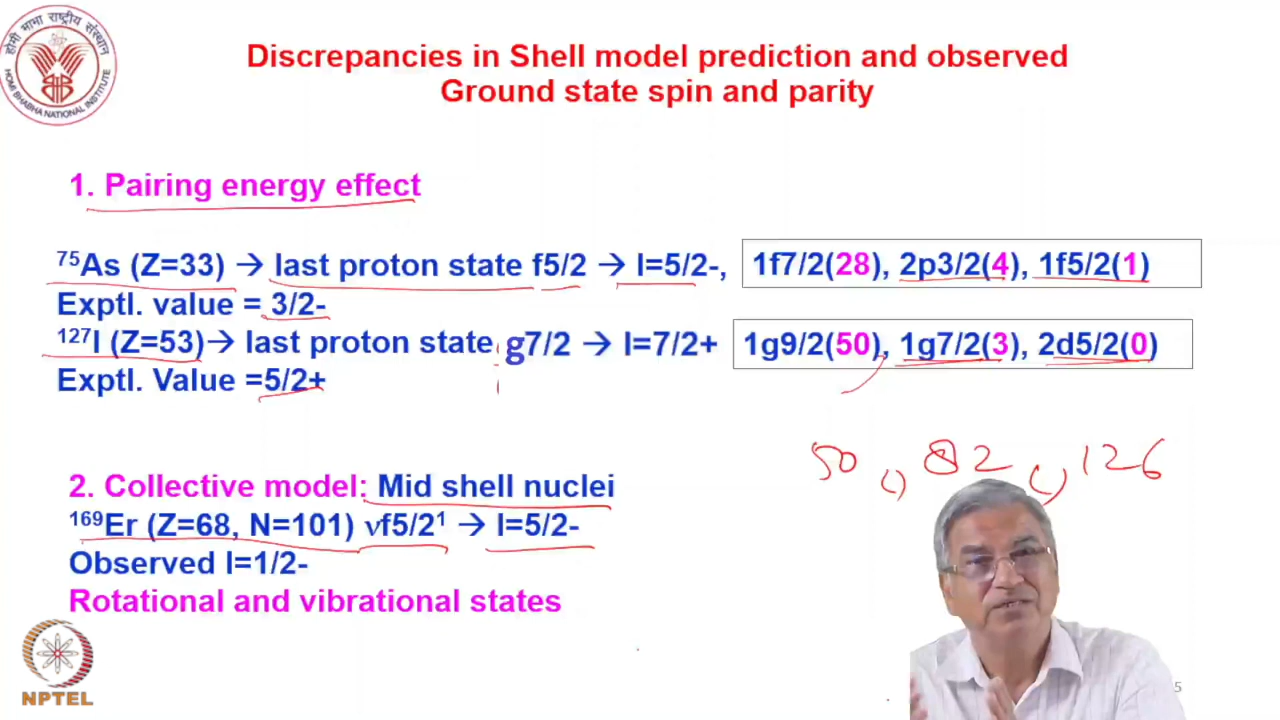 होमी भाभा राष्ट्रीय संस्थान
HOMI BHABHA NATIONAL INSTITUTE
Discrepancies in Shell model prediction and observed
Ground state spin and parity
1. Pairing energy effect
⁷⁵As (Z=33) → last proton state f5/2 → I=5/2-, 1f7/2(28), 2p3/2(4), 1f5/2(1)
Exptl. value = 3/2-
¹²⁷I (Z=53)→ last proton state g7/2 → I=7/2+ 1g9/2(50), 1g7/2(3), 2d5/2(0)
Exptl. Value =5/2+
50 , 82 , 126
2. Collective model: Mid shell nuclei
¹⁶⁹Er (Z=68, N=101) νf5/2¹ → I=5/2-
Observed I=1/2-
Rotational and vibrational states
NPTEL
5